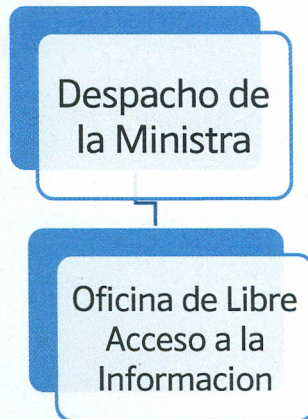 Despacho de
la Ministra
Oficina de Libre
Acceso a la
Informacion